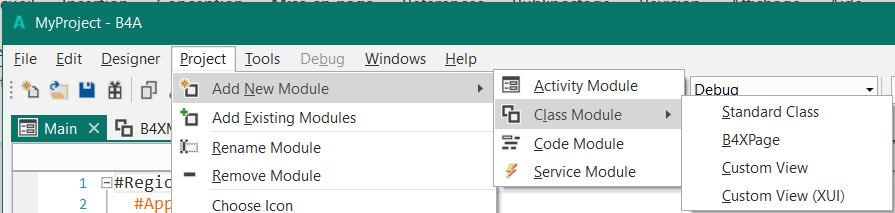 MyProject - B4A
File Edit Designer Project Tools Debug Windows Help
Add New Module
Activity Module
Debug
Add Existing Modules
Class Module
Standard Class
Main
Rename Module
Code Module
B4XPage
Remove Module
Service Module
Custom View
Choose Icon
Custom View (XUI)
1 #Regio
2 #App